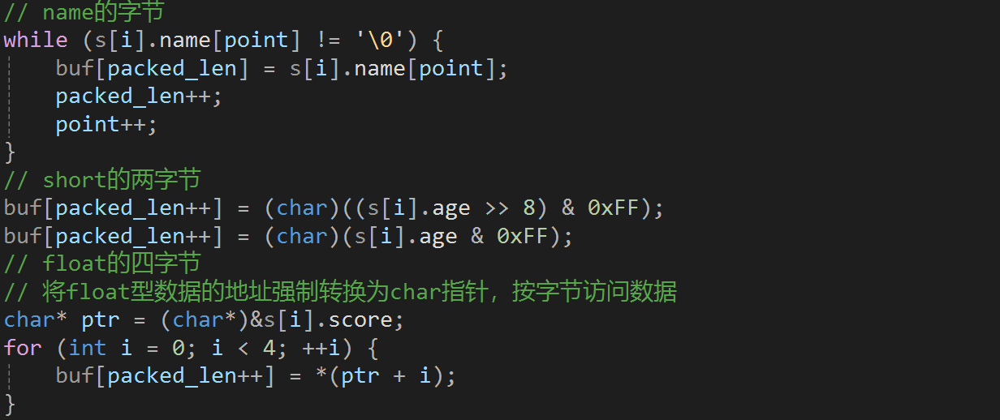 // name的字节
while (s[i].name[point] != '\0') {
    buf[packed_len] = s[i].name[point];
    packed_len++;
    point++;
}
// short的两字节
buf[packed_len++] = (char)((s[i].age >> 8) & 0xFF);
buf[packed_len++] = (char)(s[i].age & 0xFF);
// float的四字节
// 将float型数据的地址强制转换为char指针，按字节访问数据
char* ptr = (char*)&s[i].score;
for (int i = 0; i < 4; ++i) {
    buf[packed_len++] = *(ptr + i);
}